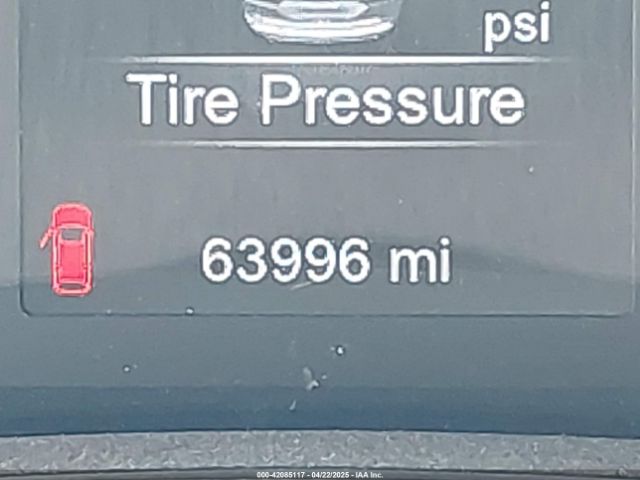 psi
Tire Pressure
63996 mi
000-42085117 - 04/22/2025 - IAA Inc.